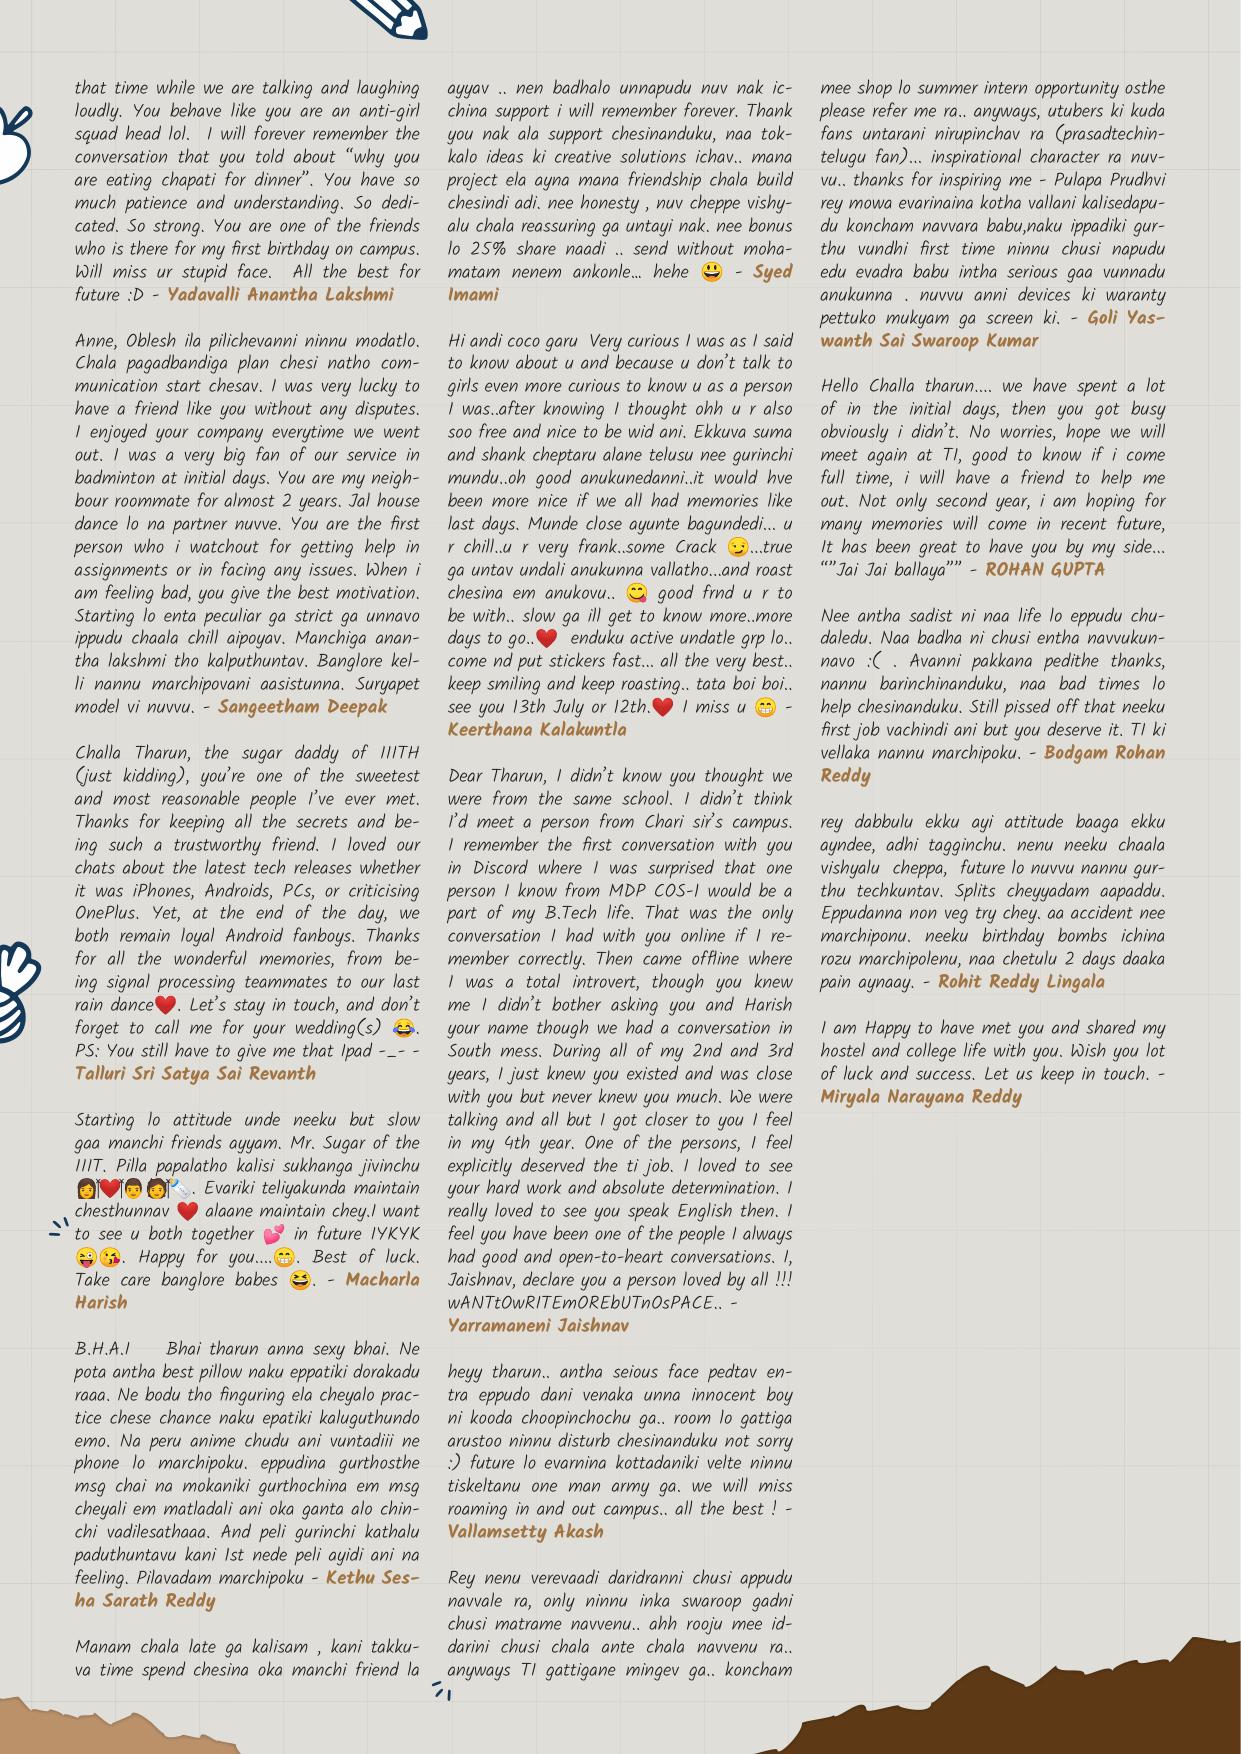 that time while we are talking and laughing
loudly. You behave like you are an anti-girl
squad head lol.  I will forever remember the
conversation that you told about “why you
are eating chapati for dinner”. You have so
much patience and understanding. So dedi-
cated. So strong. You are one of the friends
who is there for my first birthday on campus.
Will miss ur stupid face.  All the best for
future :D - Yadavalli Anantha Lakshmi
Anne, Oblesh ila pilichevanni ninnu modatlo.
Chala pagadbandiga plan chesi natho com-
munication start chesav. I was very lucky to
have a friend like you without any disputes.
I enjoyed your company everytime we went
out. I was a very big fan of our service in
badminton at initial days. You are my neigh-
bour roommate for almost 2 years. Jal house
dance lo na partner nuvve. You are the first
person who i watchout for getting help in
assignments or in facing any issues. When i
am feeling bad, you give the best motivation.
Starting lo enta peculiar ga strict ga unnavo
ippudu chaala chill aipoyav. Manchiga anan-
tha lakshmi tho kalputhuntav. Banglore kel-
li nannu marchipovani aasistunna. Suryapet
model vi nuvvu. - Sangeetham Deepak
Challa Tharun, the sugar daddy of IIITH
(just kidding), you’re one of the sweetest
and most reasonable people I’ve ever met.
Thanks for keeping all the secrets and be-
ing such a trustworthy friend. I loved our
chats about the latest tech releases whether
it was iPhones, Androids, PCs, or criticising
OnePlus. Yet, at the end of the day, we
both remain loyal Android fanboys. Thanks
for all the wonderful memories, from be-
ing signal processing teammates to our last
rain dance❤️. Let’s stay in touch, and don’t
forget to call me for your wedding(s) 😂.
PS: You still have to give me that Ipad -_- -
Talluri Sri Satya Sai Revanth
Starting lo attitude unde neeku but slow
gaa manchi friends ayyam. Mr. Sugar of the
IIIT. Pilla papalatho kalisi sukhanga jivinchu
👩❤️👨👩🍼. Evariki teliyakunda maintain
chesthunnav ❤️ alaane maintain chey.I want
to see u both together 💕 in future IYKYK
😜😘. Happy for you....😁. Best of luck.
Take care banglore babes 😆. - Macharla
Harish
B.H.A.I    Bhai tharun anna sexy bhai. Ne
pota antha best pillow naku eppatiki dorakadu
raaa. Ne bodu tho finguring ela cheyalo prac-
tice chese chance naku epatiki kaluguthundo
emo. Na peru anime chudu ani vuntadiii ne
phone lo marchipoku. eppudina gurthosthe
msg chai na mokaniki gurthochina em msg
cheyali em matladali ani oka ganta alo chin-
chi vadilesathaaa. And peli gurinchi kathalu
paduthuntavu kani 1st nede peli ayidi ani na
feeling. Pilavadam marchipoku - Kethu Ses-
ha Sarath Reddy
Manam chala late ga kalisam , kani takku-
va time spend chesina oka manchi friend la
ayyav .. nen badhalo unnapudu nuv nak ic-
china support i will remember forever. Thank
you nak ala support chesinanduku, naa tok-
kalo ideas ki creative solutions ichav.. mana
project ela ayna mana friendship chala build
chesindi adi. nee honesty , nuv cheppe vishy-
alu chala reassuring ga untayi nak. nee bonus
lo 25% share naadi .. send without moha-
matam nenem ankonle... hehe 😃 - Syed
Imami
Hi andi coco garu  Very curious I was as I said
to know about u and because u don’t talk to
girls even more curious to know u as a person
I was..after knowing I thought ohh u r also
soo free and nice to be wid ani. Ekkuva suma
and shank cheptaru alane telusu nee gurinchi
mundu..oh good anukunedanni..it would hve
been more nice if we all had memories like
last days. Munde close ayunte bagundedi... u
r chill..u r very frank..some Crack 😏...true
ga untav undali anukunna vallatho...and roast
chesina em anukovu.. 😋 good frnd u r to
be with.. slow ga ill get to know more..more
days to go..❤️  enduku active undatle grp lo..
come nd put stickers fast... all the very best..
keep smiling and keep roasting.. tata boi boi..
see you 13th July or 12th.❤️ I miss u 😁 -
Keerthana Kalakuntla
Dear Tharun, I didn’t know you thought we
were from the same school. I didn’t think
I’d meet a person from Chari sir’s campus.
I remember the first conversation with you
in Discord where I was surprised that one
person I know from MDP COS-1 would be a
part of my B.Tech life. That was the only
conversation I had with you online if I re-
member correctly. Then came offline where
I was a total introvert, though you knew
me I didn’t bother asking you and Harish
your name though we had a conversation in
South mess. During all of my 2nd and 3rd
years, I just knew you existed and was close
with you but never knew you much. We were
talking and all but I got closer to you I feel
in my 4th year. One of the persons, I feel
explicitly deserved the ti job. I loved to see
your hard work and absolute determination. I
really loved to see you speak English then. I
feel you have been one of the people I always
had good and open-to-heart conversations. I,
Jaishnav, declare you a person loved by all !!!
wANTtOwRITEmOREbUTnOsPACE.. -
Yarramaneni Jaishnav
heyy tharun.. antha seious face pedtav en-
tra eppudo dani venaka unna innocent boy
ni kooda choopinchochu ga.. room lo gattiga
arustoo ninnu disturb chesinanduku not sorry
:) future lo evarnina kottadaniki velte ninnu
tiskeltanu one man army ga. we will miss
roaming in and out campus.. all the best ! -
Vallamsetty Akash
Rey nenu verevaadi daridranni chusi appudu
navvale ra, only ninnu inka swaroop gadni
chusi matrame navvenu.. ahh rooju mee id-
darini chusi chala ante chala navvenu ra..
anyways TI gattigane mingev ga.. koncham
mee shop lo summer intern opportunity osthe
please refer me ra.. anyways, utubers ki kuda
fans untarani nirupinchav ra (prasadtechin-
telugu fan)... inspirational character ra nuv-
vu.. thanks for inspiring me - Pulapa Prudhvi
rey mowa evarinaina kotha vallani kalisedapu-
du koncham navvara babu,naku ippadiki gur-
thu vundhi first time ninnu chusi napudu
edu evadra babu intha serious gaa vunnadu
anukunna . nuvvu anni devices ki waranty
pettuko mukyam ga screen ki. - Goli Yas-
wanth Sai Swaroop Kumar
Hello Challa tharun.... we have spent a lot
of in the initial days, then you got busy
obviously i didn’t. No worries, hope we will
meet again at TI, good to know if i come
full time, i will have a friend to help me
out. Not only second year, i am hoping for
many memories will come in recent future,
It has been great to have you by my side...
“”Jai Jai ballaya”” - ROHAN GUPTA
Nee antha sadist ni naa life lo eppudu chu-
daledu. Naa badha ni chusi entha navvukun-
navo :( . Avanni pakkana pedithe thanks,
nannu barinchinanduku, naa bad times lo
help chesinanduku. Still pissed off that neeku
first job vachindi ani but you deserve it. TI ki
vellaka nannu marchipoku. - Bodgam Rohan
Reddy
rey dabbulu ekku ayi attitude baaga ekku
ayndee, adhi tagginchu. nenu neeku chaala
vishyalu cheppa, future lo nuvvu nannu gur-
thu techkuntav. Splits cheyyadam aapaddu.
Eppudanna non veg try chey. aa accident nee
marchiponu. neeku birthday bombs ichina
rozu marchipolenu, naa chetulu 2 days daaka
pain aynaay. - Rohit Reddy Lingala
I am Happy to have met you and shared my
hostel and college life with you. Wish you lot
of luck and success. Let us keep in touch. -
Miryala Narayana Reddy